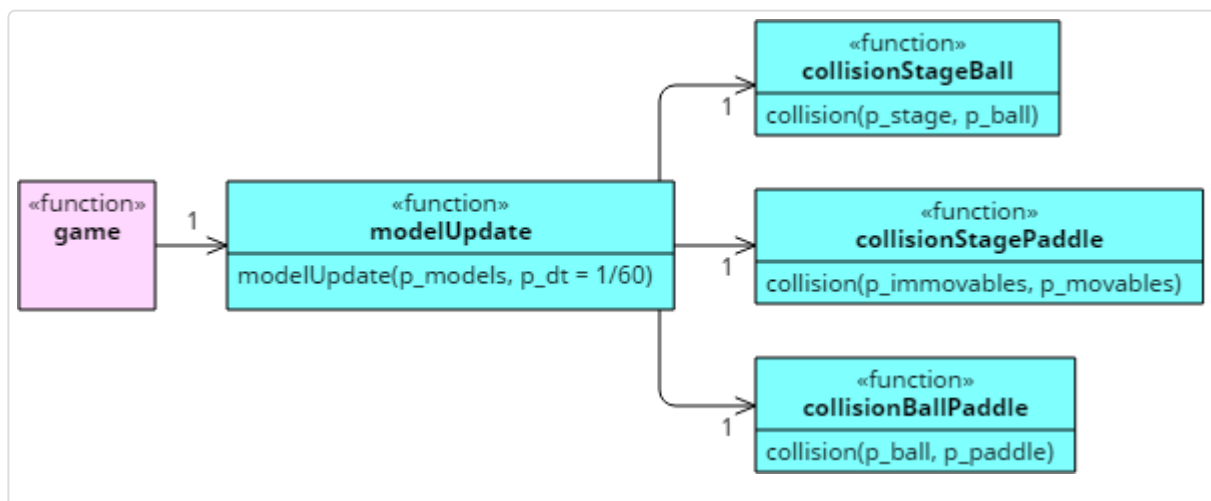 «function»
game
1
«function»
modelUpdate
modelUpdate(p_models, p_dt = 1/60)
«function»
collisionStageBall
collision(p_stage, p_ball)
1
«function»
collisionStagePaddle
collision(p_immovables, p_movables)
1
«function»
collisionBallPaddle
collision(p_ball, p_paddle)
1